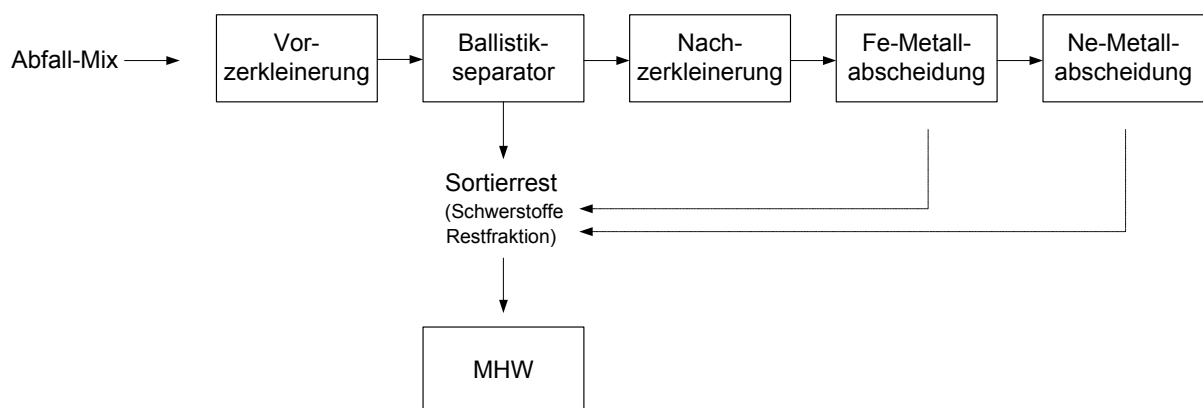 Abfall-Mix
Vor-
zerkleinerung
Ballistik-
separator
Nach-
zerkleinerung
Fe-Metall-
abscheidung
Ne-Metall-
abscheidung
Sortierrest
(Schwerstoffe
Restfraktion)
MHW